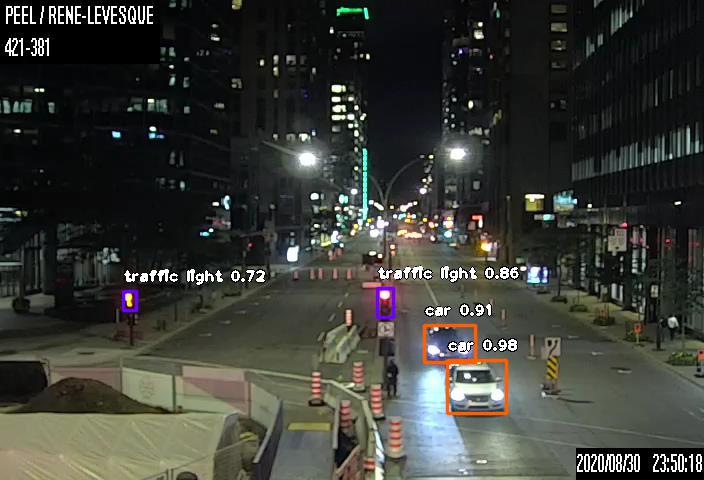 PEEL / RENE-LEVESQUE
421-381
traffic light 0.72
traffic light 0.86
car 0.91
car 0.98
2020/08/30 23:50:18